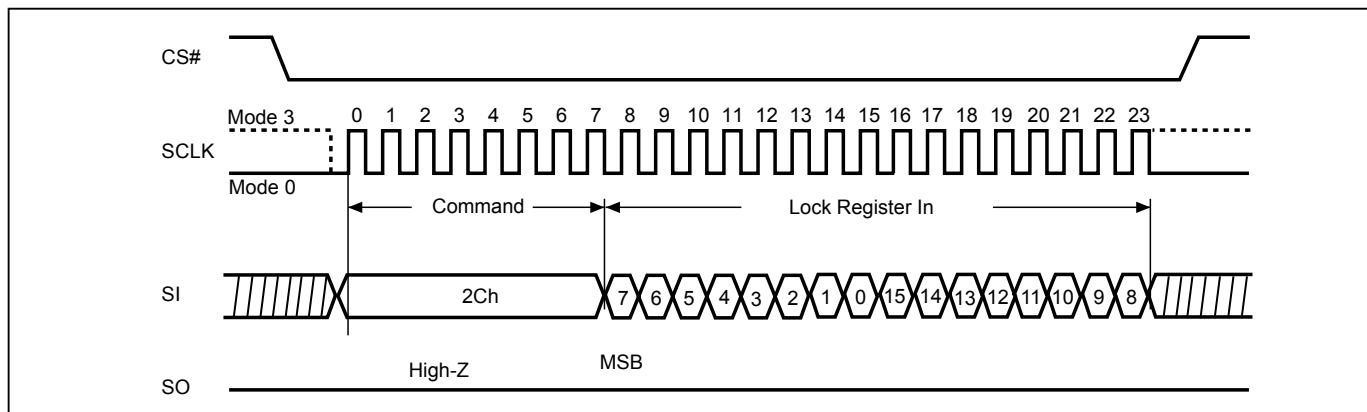 CS#
Mode 3 0 1 2 3 4 5 6 7 8 9 10 11 12 13 14 15 16 17 18 19 20 21 22 23
SCLK
Mode 0
Command Lock Register In
SI 2Ch 7 6 5 4 3 2 1 0 15 14 13 12 11 10 9 8
High-Z MSB
SO